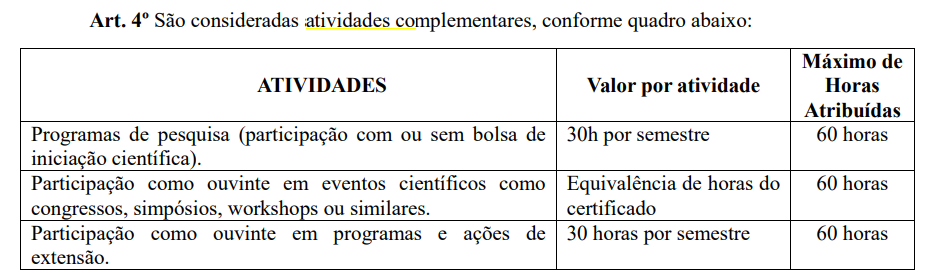 Art. 4º São consideradas atividades complementares, conforme quadro abaixo:
ATIVIDADES
Valor por atividade
Máximo de
Horas
Atribuídas
Programas de pesquisa (participação com ou sem bolsa de
iniciação científica).
30h por semestre
60 horas
Participação como ouvinte em eventos científicos como
congressos, simpósios, workshops ou similares.
Equivalência de horas do
certificado
60 horas
Participação como ouvinte em programas e ações de
extensão.
30 horas por semestre
60 horas